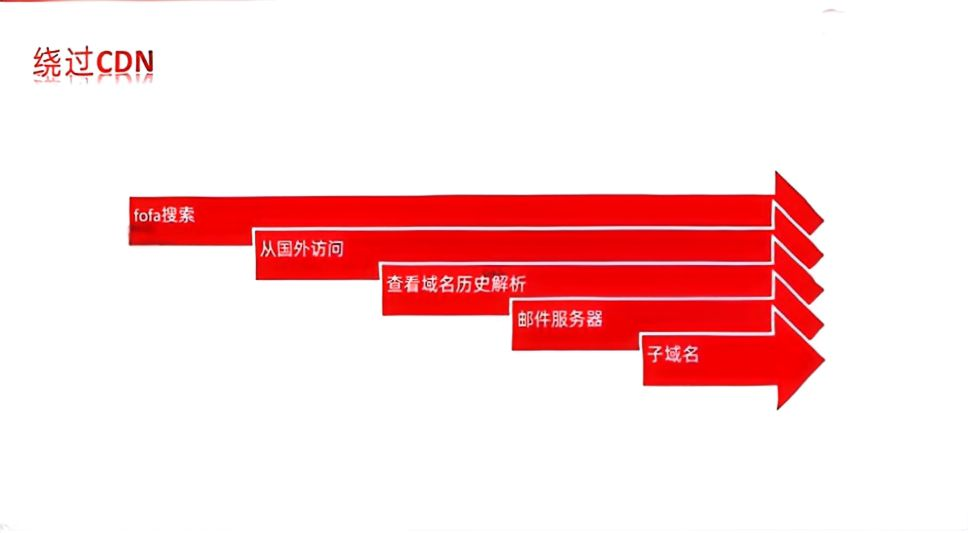 绕过CDN
fofa搜索
从国外访问
查看域名历史解析
邮件服务器
子域名